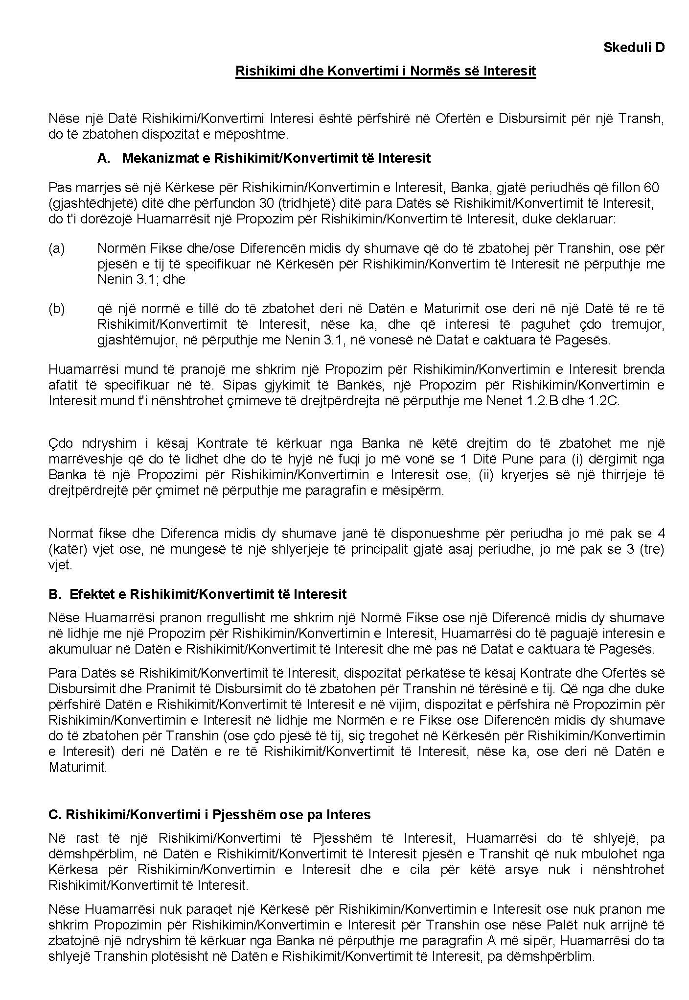 Skeduli D
Rishikimi dhe Konvertimi i Normës së Interesit
Nëse një Datë Rishikimi/Konvertimi Interesi është përfshirë në Ofertën e Disbursimit për një Transh,
do të zbatohen dispozitat e mëposhtme.
A. Mekanizmat e Rishikimit/Konvertimit të Interesit
Pas marrjes së një Kërkese për Rishikimin/Konvertimin e Interesit, Banka, gjatë periudhës që fillon 60
(gjashtëdhjetë) ditë dhe përfundon 30 (tridhjetë) ditë para Datës së Rishikimit/Konvertimit të Interesit,
do t'i dorëzojë Huamarrësit një Propozim për Rishikimin/Konvertim të Interesit, duke deklaruar:
(a) Normën Fikse dhe/ose Diferencën midis dy shumave që do të zbatohej për Transhin, ose për
pjesën e tij të specifikuar në Kërkesën për Rishikimin/Konvertim të Interesit në përputhje me
Nenin 3.1; dhe
(b) që një normë e tillë do të zbatohet deri në Datën e Maturimit ose deri në një Datë të re të
Rishikimit/Konvertimit të Interesit, nëse ka, dhe që interesi të paguhet çdo tremujor,
gjashtëmujor, në përputhje me Nenin 3.1, në vonesë në Datat e caktuara të Pagesës.
Huamarrësi mund të pranojë me shkrim një Propozim për Rishikimin/Konvertimin e Interesit brenda
afatit të specifikuar në të. Sipas gjykimit të Bankës, një Propozim për Rishikimin/Konvertimin e
Interesit mund t'i nënshtrohet çmimeve të drejtpërdrejta në përputhje me Nenet 1.2.B dhe 1.2C.
Çdo ndryshim i kësaj Kontrate të kërkuar nga Banka në këtë drejtim do të zbatohet me një
marrëveshje që do të lidhet dhe do të hyjë në fuqi jo më vonë se 1 Ditë Pune para (i) dërgimit nga
Banka të një Propozimi për Rishikimin/Konvertimin e Interesit ose, (ii) kryerjes së një thirrjeje të
drejtpërdrejtë për çmimet në përputhje me paragrafin e mësipërm.
Normat fikse dhe Diferenca midis dy shumave janë të disponueshme për periudha jo më pak se 4
(katër) vjet ose, në mungesë të një shlyerjeje të principalit gjatë asaj periudhe, jo më pak se 3 (tre)
vjet.
B. Efektet e Rishikimit/Konvertimit të Interesit
Nëse Huamarrësi pranon rregullisht me shkrim një Normë Fikse ose një Diferencë midis dy shumave
në lidhje me një Propozim për Rishikimin/Konvertimin e Interesit, Huamarrësi do të paguajë interesin e
akumuluar në Datën e Rishikimit/Konvertimit të Interesit dhe më pas në Datat e caktuara të Pagesës.
Para Datës së Rishikimit/Konvertimit të Interesit, dispozitat përkatëse të kësaj Kontrate dhe Ofertës së
Disbursimit dhe Pranimit të Disbursimit do të zbatohen për Transhin në tërësinë e tij. Që nga dhe duke
përfshirë Datën e Rishikimit/Konvertimit të Interesit e në vijim, dispozitat e përfshira në Propozimin për
Rishikimin/Konvertimin e Interesit në lidhje me Normën e re Fikse ose Diferencën midis dy shumave
do të zbatohen për Transhin (ose çdo pjesë të tij, siç tregohet në Kërkesën për Rishikimin/Konvertimin
e Interesit) deri në Datën e re të Rishikimit/Konvertimit të Interesit, nëse ka, ose deri në Datën e
Maturimit.
C. Rishikimi/Konvertimi i Pjesshëm ose pa Interes
Në rast të një Rishikimi/Konvertimi të Pjesshëm të Interesit, Huamarrësi do të shlyejë, pa
dëmshpërblim, në Datën e Rishikimit/Konvertimit të Interesit pjesën e Transhit që nuk mbulohet nga
Kërkesa për Rishikimin/Konvertimin e Interesit dhe e cila për këtë arsye nuk i nënshtrohet
Rishikimit/Konvertimit të Interesit.
Nëse Huamarrësi nuk paraqet një Kërkesë për Rishikimin/Konvertimin e Interesit ose nuk pranon me
shkrim Propozimin për Rishikimin/Konvertimin e Interesit për Transhin ose nëse Palët nuk arrijnë të
zbatojnë një ndryshim të kërkuar nga Banka në përputhje me paragrafin A më sipër, Huamarrësi do ta
shlyejë Transhin plotësisht në Datën e Rishikimit/Konvertimit të Interesit, pa dëmshpërblim.